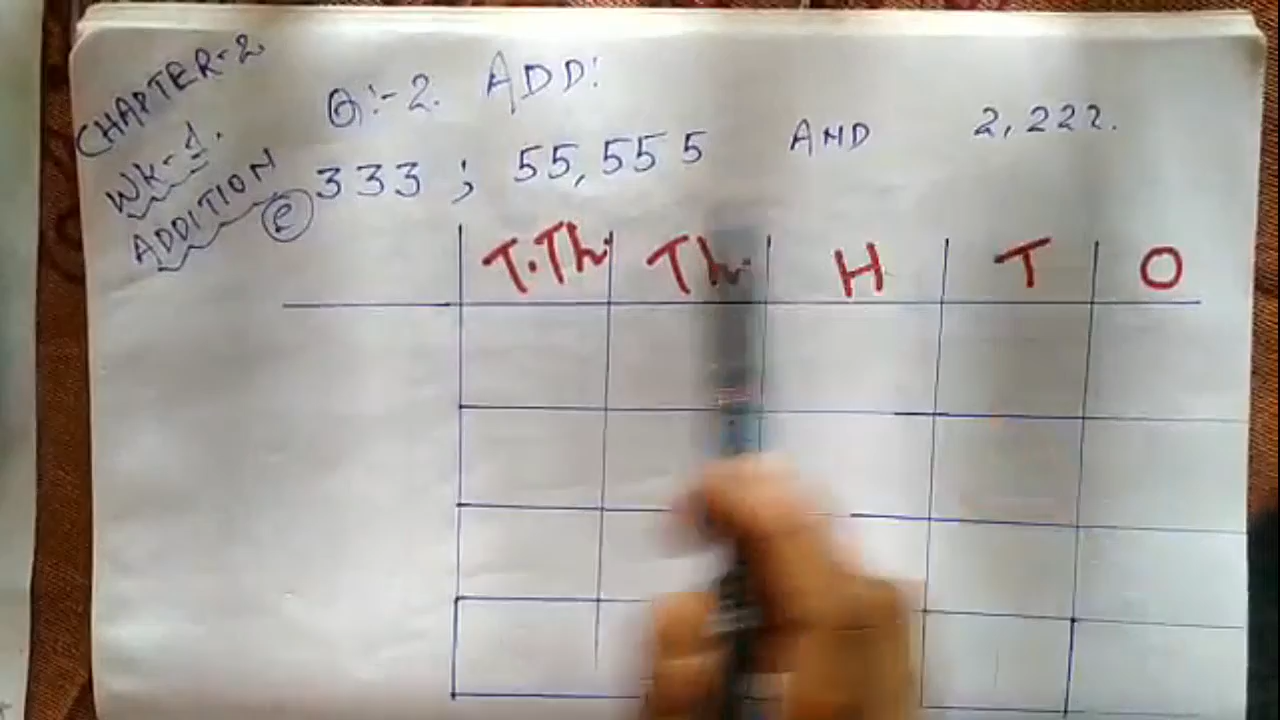 CHAPTER-2
WK-1.
ADDITION
Q:-2. ADD:
(e) 333 ; 55,555 AND 2,222.
T.Th. Th. H T O